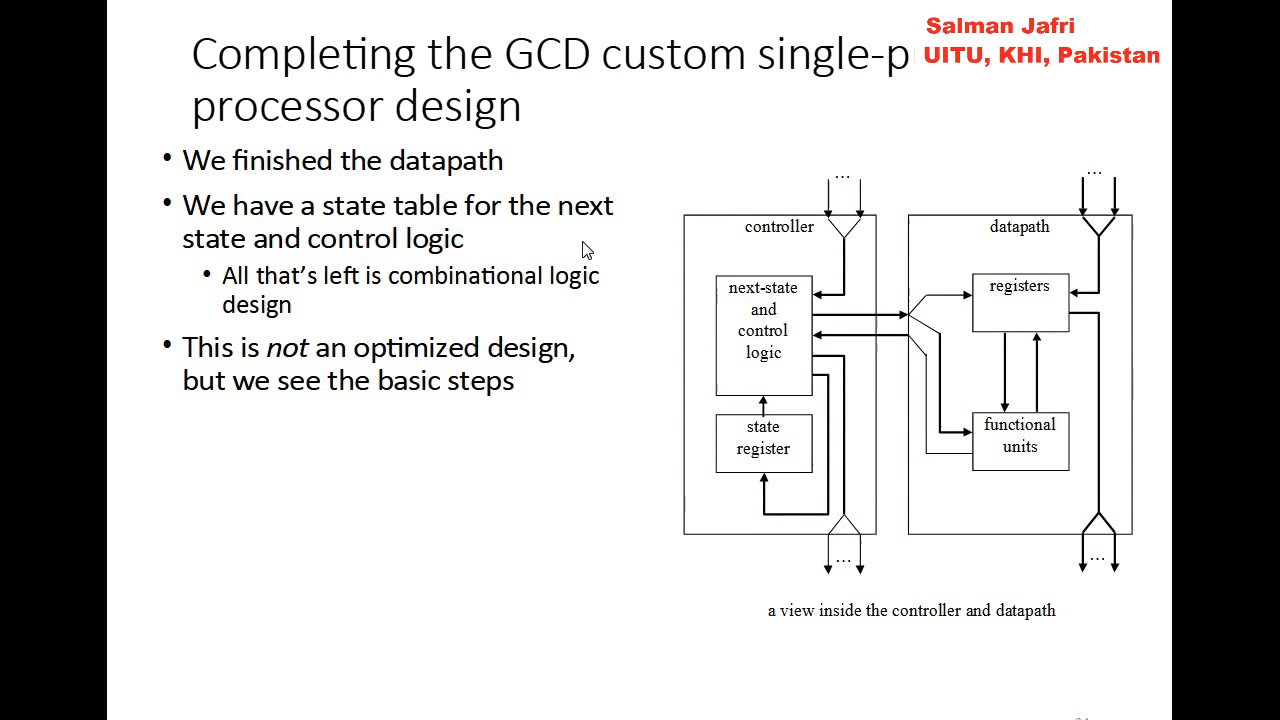 Completing the GCD custom single-p
processor design
Salman Jafri
UITU, KHI, Pakistan
• We finished the datapath
• We have a state table for the next
state and control logic
• All that’s left is combinational logic
design
• This is not an optimized design,
but we see the basic steps
...
controller
next-state
and
control
logic
state
register
...
...
datapath
registers
functional
units
...
a view inside the controller and datapath